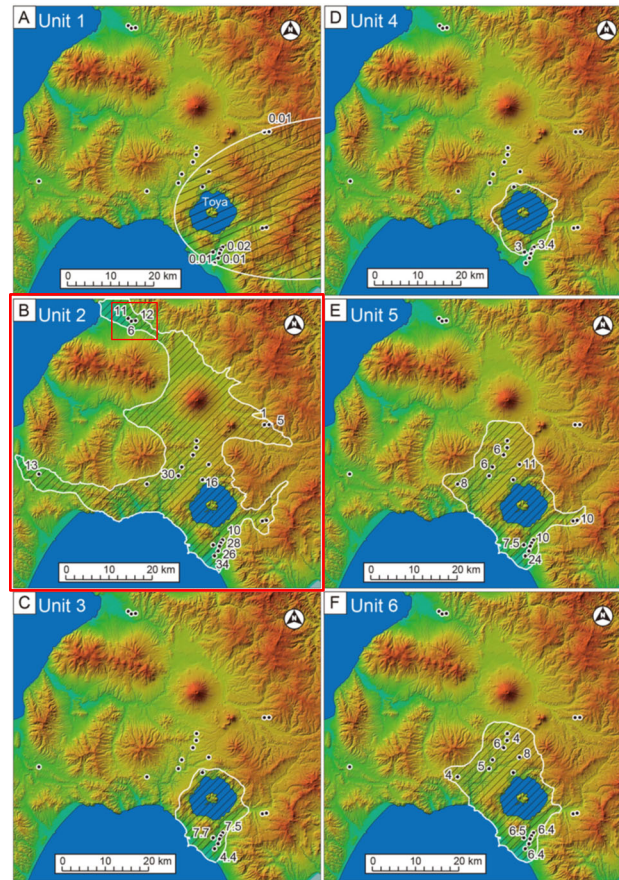 A Unit 1
0.01
Toya
0.02
0.01 0.01
0 10 20 km
B Unit 2
11 12
6
1
5
13
30
16
10
28
26
34
0 10 20 km
C Unit 3
7.5
7.7
4.4
0 10 20 km
D Unit 4
3 3.4
0 10 20 km
E Unit 5
6
6 11
8
10
10
7.5
24
0 10 20 km
F Unit 6
6 4
8
5
4
6.5 6.4
6.4
0 10 20 km